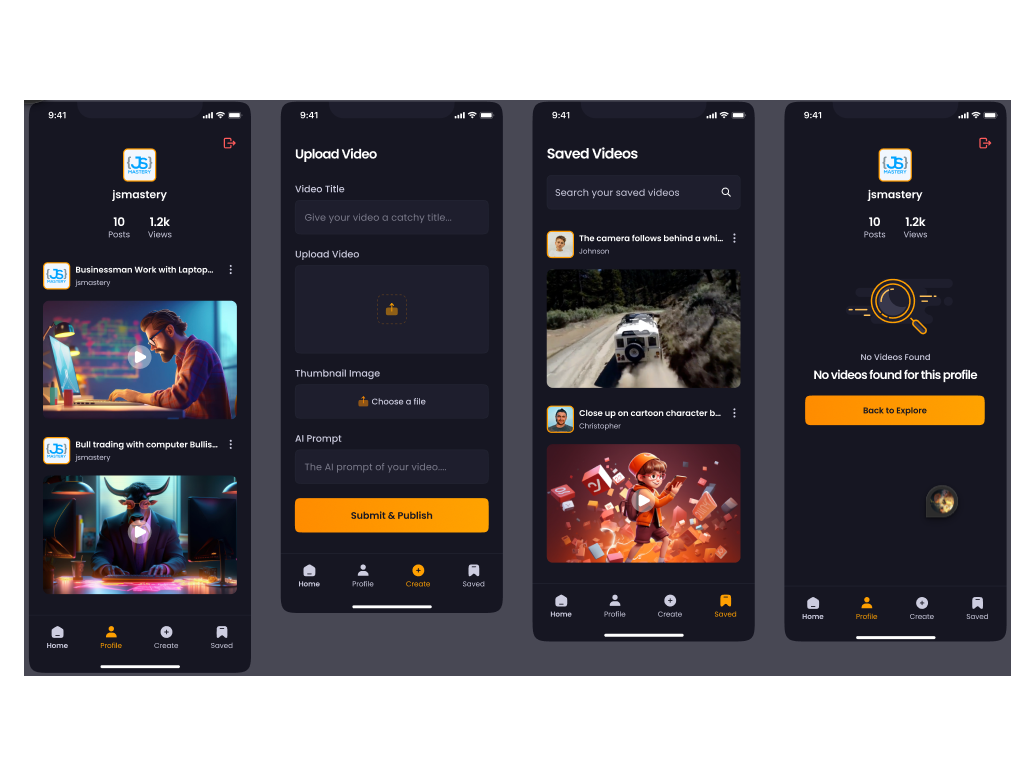 9:41
{JS}
MASTERY
jsmastery
10
1.2k
Posts
Views
{JS}
MASTERY
Businessman Work with Laptop...
jsmastery
{JS}
MASTERY
Bull trading with computer Bullis...
jsmastery
Home
Profile
Create
Saved
9:41
Upload Video
Video Title
Give your video a catchy title...
Upload Video
Thumbnail Image
Choose a file
AI Prompt
The AI prompt of your video....
Submit & Publish
Home
Profile
Create
Saved
9:41
Saved Videos
Search your saved videos
The camera follows behind a whi...
Johnson
Close up on cartoon character b...
Christopher
Home
Profile
Create
Saved
9:41
{JS}
MASTERY
jsmastery
10
1.2k
Posts
Views
No Videos Found
No videos found for this profile
Back to Explore
Home
Profile
Create
Saved